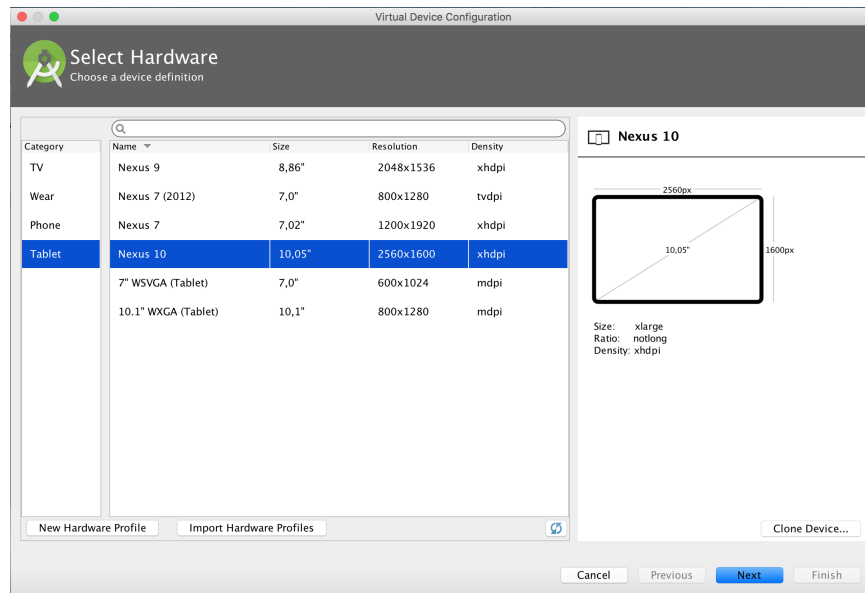 Virtual Device Configuration
Select Hardware
Choose a device definition
Category Name Size Resolution Density
TV
Wear
Phone
Tablet
Nexus 9 8,86" 2048x1536 xhdpi
Nexus 7 (2012) 7,0" 800x1280 tvdpi
Nexus 7 7,02" 1200x1920 xhdpi
Nexus 10 10,05" 2560x1600 xhdpi
7" WSVGA (Tablet) 7,0" 600x1024 mdpi
10.1" WXGA (Tablet) 10,1" 800x1280 mdpi
Nexus 10
2560px
10,05"
1600px
Size: xlarge
Ratio: notlong
Density: xhdpi
New Hardware Profile Import Hardware Profiles
Clone Device...
Cancel Previous Next Finish